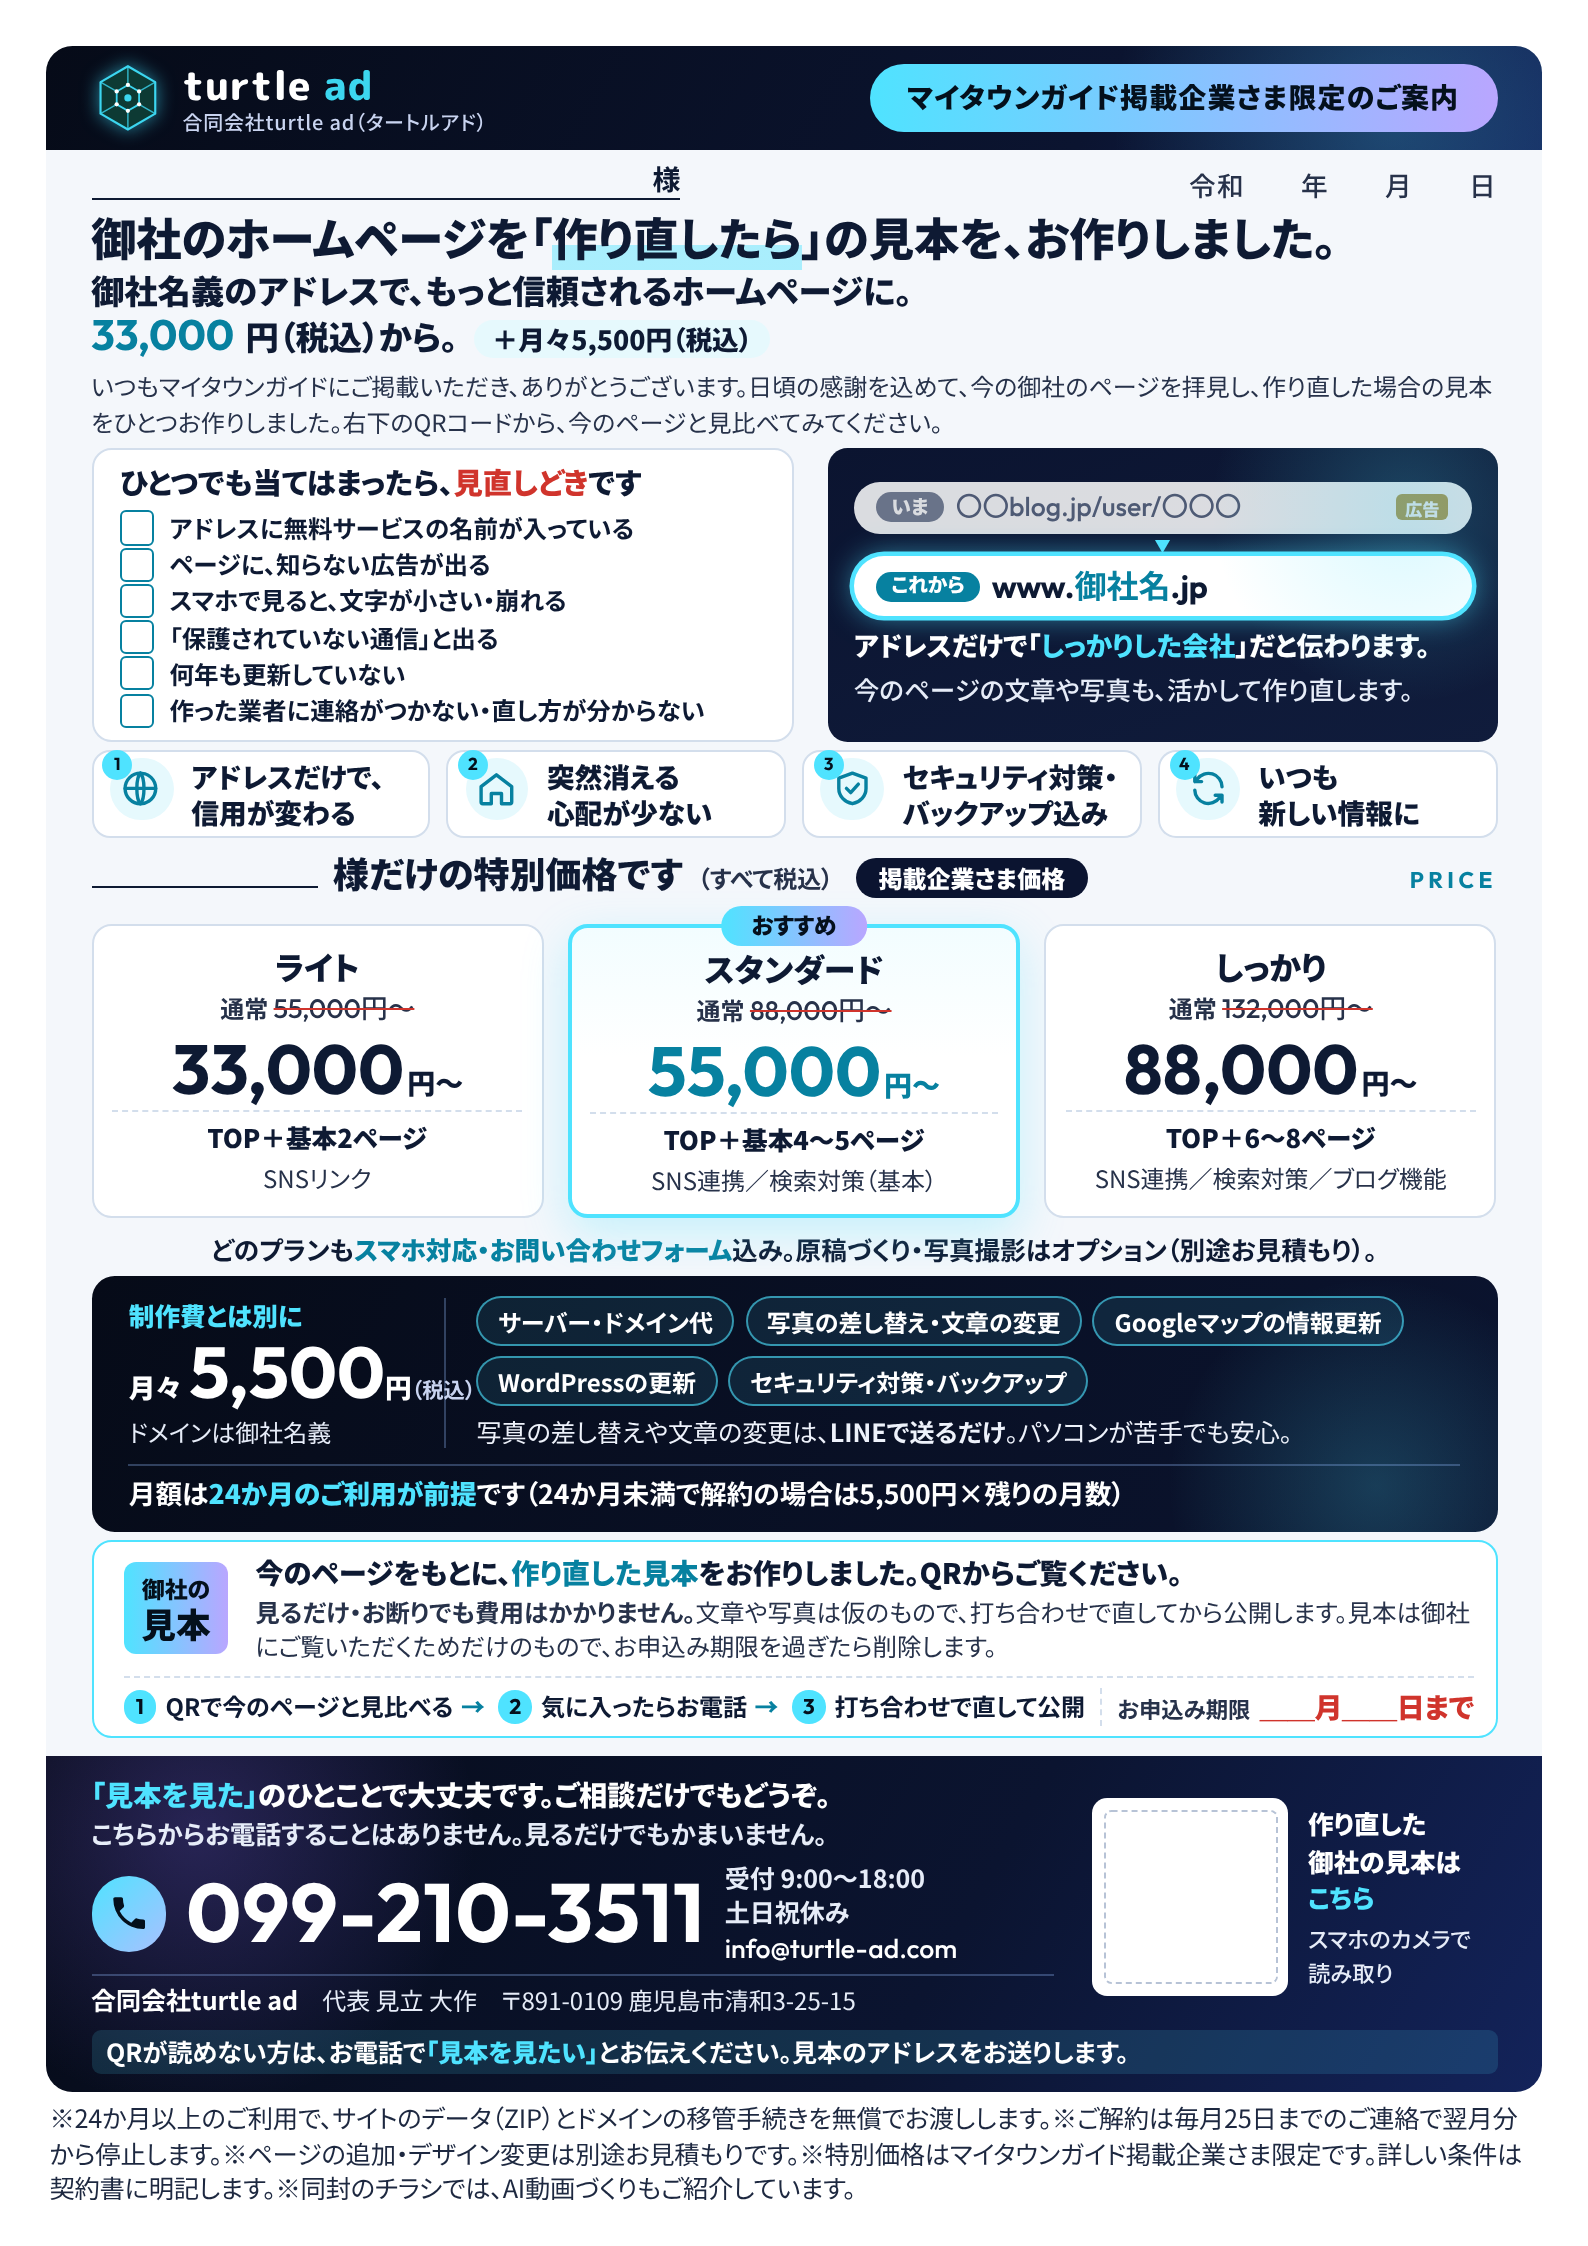 turtle ad
合同会社turtle ad（タートルアド）
マイタウンガイド掲載企業さま限定のご案内
様
令和　　年　　月　　日
御社のホームページを「作り直したら」の見本を、お作りしました。
御社名義のアドレスで、もっと信頼されるホームページに。
33,000 円（税込）から。 ＋月々5,500円（税込）
いつもマイタウンガイドにご掲載いただき、ありがとうございます。日頃の感謝を込めて、今の御社のページを拝見し、作り直した場合の見本
をひとつお作りしました。右下のQRコードから、今のページと見比べてみてください。
ひとつでも当てはまったら、見直しどきです
アドレスに無料サービスの名前が入っている
ページに、知らない広告が出る
スマホで見ると、文字が小さい・崩れる
「保護されていない通信」と出る
何年も更新していない
作った業者に連絡がつかない・直し方が分からない
いま 〇〇blog.jp/user/〇〇〇 広告
これから www.御社名.jp
アドレスだけで「しっかりした会社」だと伝わります。
今のページの文章や写真も、活かして作り直します。
1 アドレスだけで、
信用が変わる
2 突然消える
心配が少ない
3 セキュリティ対策・
バックアップ込み
4 いつも
新しい情報に
様だけの特別価格です（すべて税込） 掲載企業さま価格 PRICE
ライト
通常 55,000円〜
33,000円〜
TOP＋基本2ページ
SNSリンク
おすすめ
スタンダード
通常 88,000円〜
55,000円〜
TOP＋基本4〜5ページ
SNS連携／検索対策（基本）
しっかり
通常 132,000円〜
88,000円〜
TOP＋6〜8ページ
SNS連携／検索対策／ブログ機能
どのプランもスマホ対応・お問い合わせフォーム込み。原稿づくり・写真撮影はオプション（別途お見積もり）。
制作費とは別に
月々 5,500円（税込）
ドメインは御社名義
サーバー・ドメイン代 写真の差し替え・文章の変更 Googleマップの情報更新
WordPressの更新 セキュリティ対策・バックアップ
写真の差し替えや文章の変更は、LINEで送るだけ。パソコンが苦手でも安心。
月額は24か月のご利用が前提です（24か月未満で解約の場合は5,500円×残りの月数）
御社の
見本
今のページをもとに、作り直した見本をお作りしました。QRからご覧ください。
見るだけ・お断りでも費用はかかりません。文章や写真は仮のもので、打ち合わせで直してから公開します。見本は御社
にご覧いただくためだけのもので、お申込み期限を過ぎたら削除します。
1 QRで今のページと見比べる → 2 気に入ったらお電話 → 3 打ち合わせで直して公開 お申込み期限 ＿＿月＿＿日まで
「見本を見た」のひとことで大丈夫です。ご相談だけでもどうぞ。
こちらからお電話することはありません。見るだけでもかまいません。
099-210-3511
受付 9:00〜18:00
土日祝休み
info@turtle-ad.com
合同会社turtle ad　代表 見立 大作　〒891-0109 鹿児島市清和3-25-15
作り直した
御社の見本は
こちら
スマホのカメラで
読み取り
QRが読めない方は、お電話で「見本を見たい」とお伝えください。見本のアドレスをお送りします。
※24か月以上のご利用で、サイトのデータ（ZIP）とドメインの移管手続きを無償でお渡しします。※ご解約は毎月25日までのご連絡で翌月分
から停止します。※ページの追加・デザイン変更は別途お見積もりです。※特別価格はマイタウンガイド掲載企業さま限定です。詳しい条件は
契約書に明記します。※同封のチラシでは、AI動画づくりもご紹介しています。